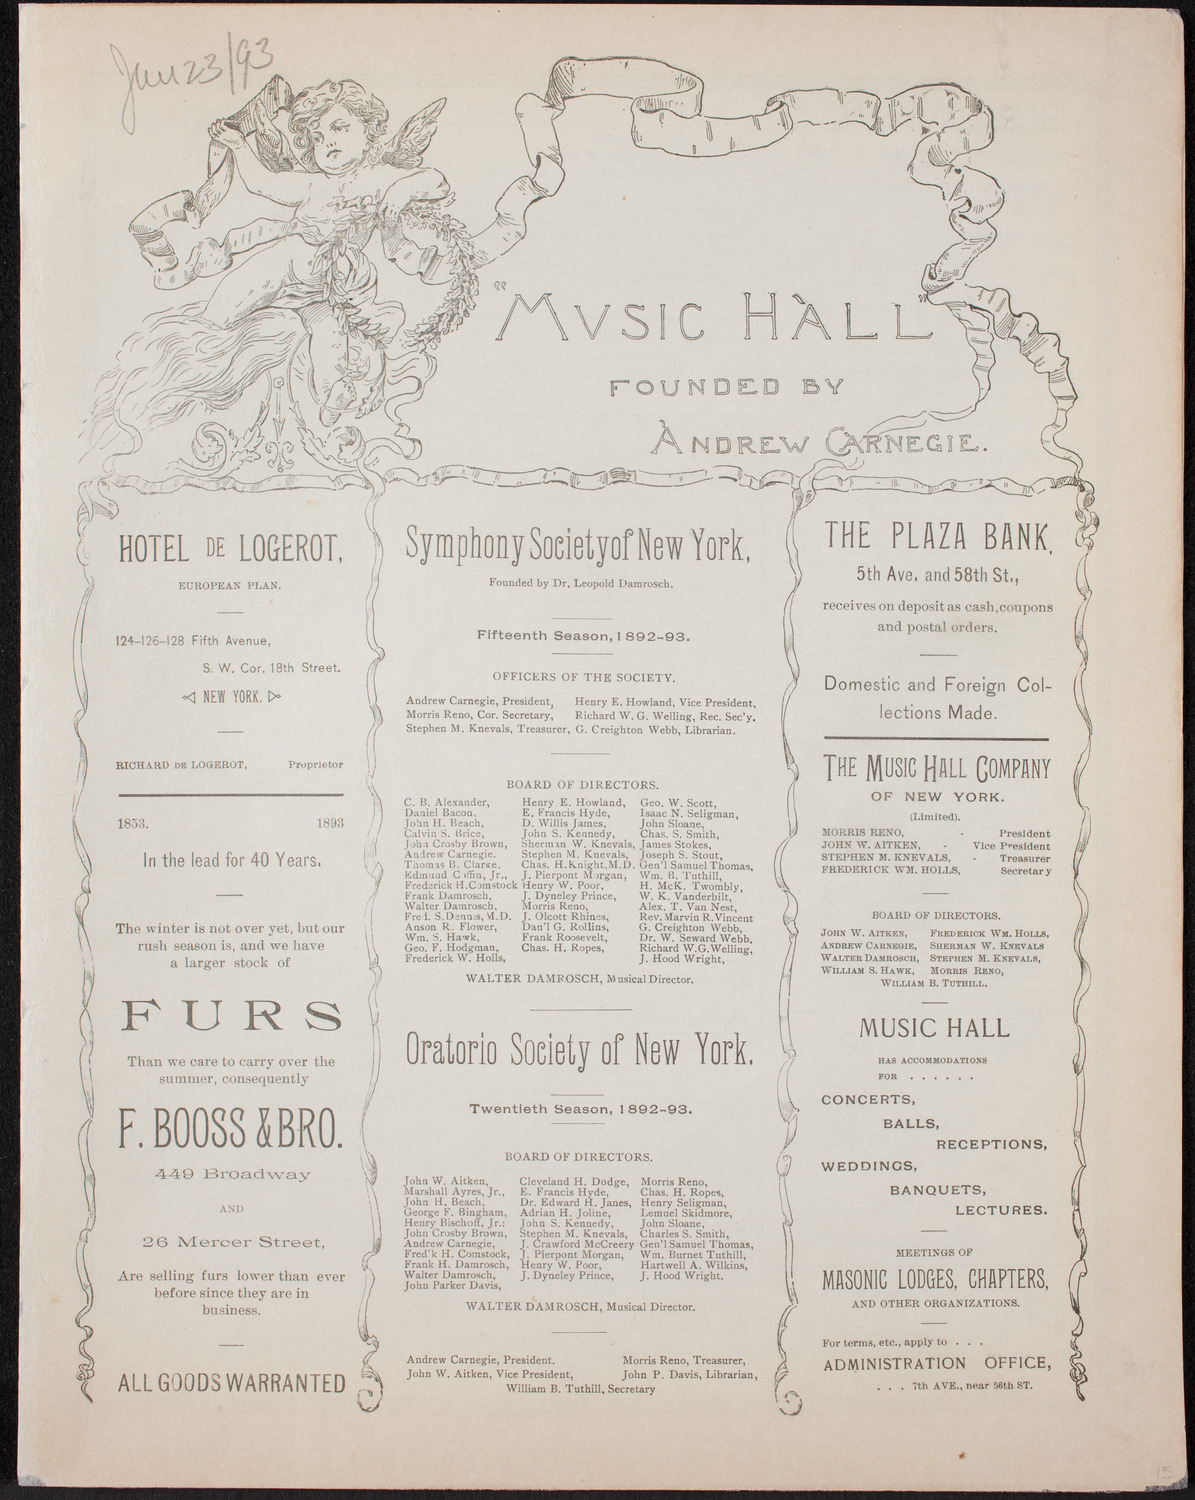 Jan 23/93
"MVSIC HALL"
FOUNDED BY
ANDREW CARNEGIE.
HOTEL DE LOGEROT,
EUROPEAN PLAN.
124-126-128 Fifth Avenue,
S. W. Cor. 18th Street.
NEW YORK.
RICHARD DE LOGEROT, Proprietor
1853. 1893
In the lead for 40 Years.
The winter is not over yet, but our
rush season is, and we have
a larger stock of
FURS
Than we care to carry over the
summer, consequently
F. BOOSS & BRO.
449 Broadway
AND
26 Mercer Street,
Are selling furs lower than ever
before since they are in
business.
ALL GOODS WARRANTED
Symphony Society of New York,
Founded by Dr. Leopold Damrosch.
Fifteenth Season, 1892-93.
OFFICERS OF THE SOCIETY.
Andrew Carnegie, President, Henry E. Howland, Vice President,
Morris Reno, Cor. Secretary, Richard W. G. Welling, Rec. Sec'y.
Stephen M. Knevals, Treasurer, G. Creighton Webb, Librarian.
BOARD OF DIRECTORS.
C. B. Alexander, Henry E. Howland, Geo. W. Scott,
Daniel Bacon, E. Francis Hyde, Isaac N. Seligman,
John H. Beach, D. Willis James, John Sloane,
Calvin S. Brice, John S. Kennedy, Chas. S. Smith,
John Crosby Brown, Sherman W. Knevals, James Stokes,
Andrew Carnegie. Stephen M. Knevals, Joseph S. Stout,
Thomas B. Clarke, Chas. H. Knight, M.D. Gen'l Samuel Thomas,
Edmund Coffin, Jr., J. Pierpont Morgan, Wm. B. Tuthill,
Frederick H. Comstock Henry W. Poor, H. McK. Twombly,
Frank Damrosch, J. Dyneley Prince, W. K. Vanderbilt,
Walter Damrosch, Morris Reno, Alex. T. Van Nest,
Fred. S. Dennis, M.D. J. Olcott Rhines, Rev. Marvin R. Vincent
Anson R. Flower, Dan'l G. Rollins, G. Creighton Webb,
Wm. S. Hawk, Frank Roosevelt, Dr. W. Seward Webb,
Geo. F. Hodgman, Chas. H. Ropes, Richard W.G. Welling,
Frederick W. Holls, J. Hood Wright,
WALTER DAMROSCH, Musical Director.
Oratorio Society of New York.
Twentieth Season, 1892-93.
BOARD OF DIRECTORS.
John W. Aitken, Cleveland H. Dodge, Morris Reno,
Marshall Ayres, Jr., E. Francis Hyde, Chas. H. Ropes,
John H. Beach, Dr. Edward H. Janes, Henry Seligman,
George F. Bingham, Adrian H. Joline, Lemuel Skidmore,
Henry Bischoff, Jr.: John S. Kennedy, John Sloane,
John Crosby Brown, Stephen M. Knevals, Charles S. Smith,
Andrew Carnegie, J. Crawford McCreery Gen'l Samuel Thomas,
Fred'k H. Comstock, J. Pierpont Morgan, Wm. Burnet Tuthill,
Frank H. Damrosch, Henry W. Poor, Hartwell A. Wilkins,
Walter Damrosch, J. Dyneley Prince, J. Hood Wright.
John Parker Davis,
WALTER DAMROSCH, Musical Director.
Andrew Carnegie, President. Morris Reno, Treasurer,
John W. Aitken, Vice President, John P. Davis, Librarian,
William B. Tuthill, Secretary
THE PLAZA BANK,
5th Ave. and 58th St.,
receives on deposit as cash, coupons
and postal orders.
Domestic and Foreign Col-
lections Made.
THE MUSIC HALL COMPANY
OF NEW YORK.
(Limited).
MORRIS RENO, - President
JOHN W. AITKEN, - - Vice President
STEPHEN M. KNEVALS, - Treasurer
FREDERICK WM. HOLLS, Secretary
BOARD OF DIRECTORS.
JOHN W. AITKEN, FREDERICK WM. HOLLS,
ANDREW CARNEGIE, SHERMAN W. KNEVALS
WALTER DAMROSCH, STEPHEN M. KNEVALS,
WILLIAM S. HAWK, MORRIS RENO,
WILLIAM B. TUTHILL.
MUSIC HALL
HAS ACCOMMODATIONS
FOR . . . . . .
CONCERTS,
BALLS,
RECEPTIONS,
WEDDINGS,
BANQUETS,
LECTURES.
MEETINGS OF
MASONIC LODGES, CHAPTERS,
AND OTHER ORGANIZATIONS.
For terms, etc., apply to . . .
ADMINISTRATION OFFICE,
. . . 7th AVE., near 56th ST.